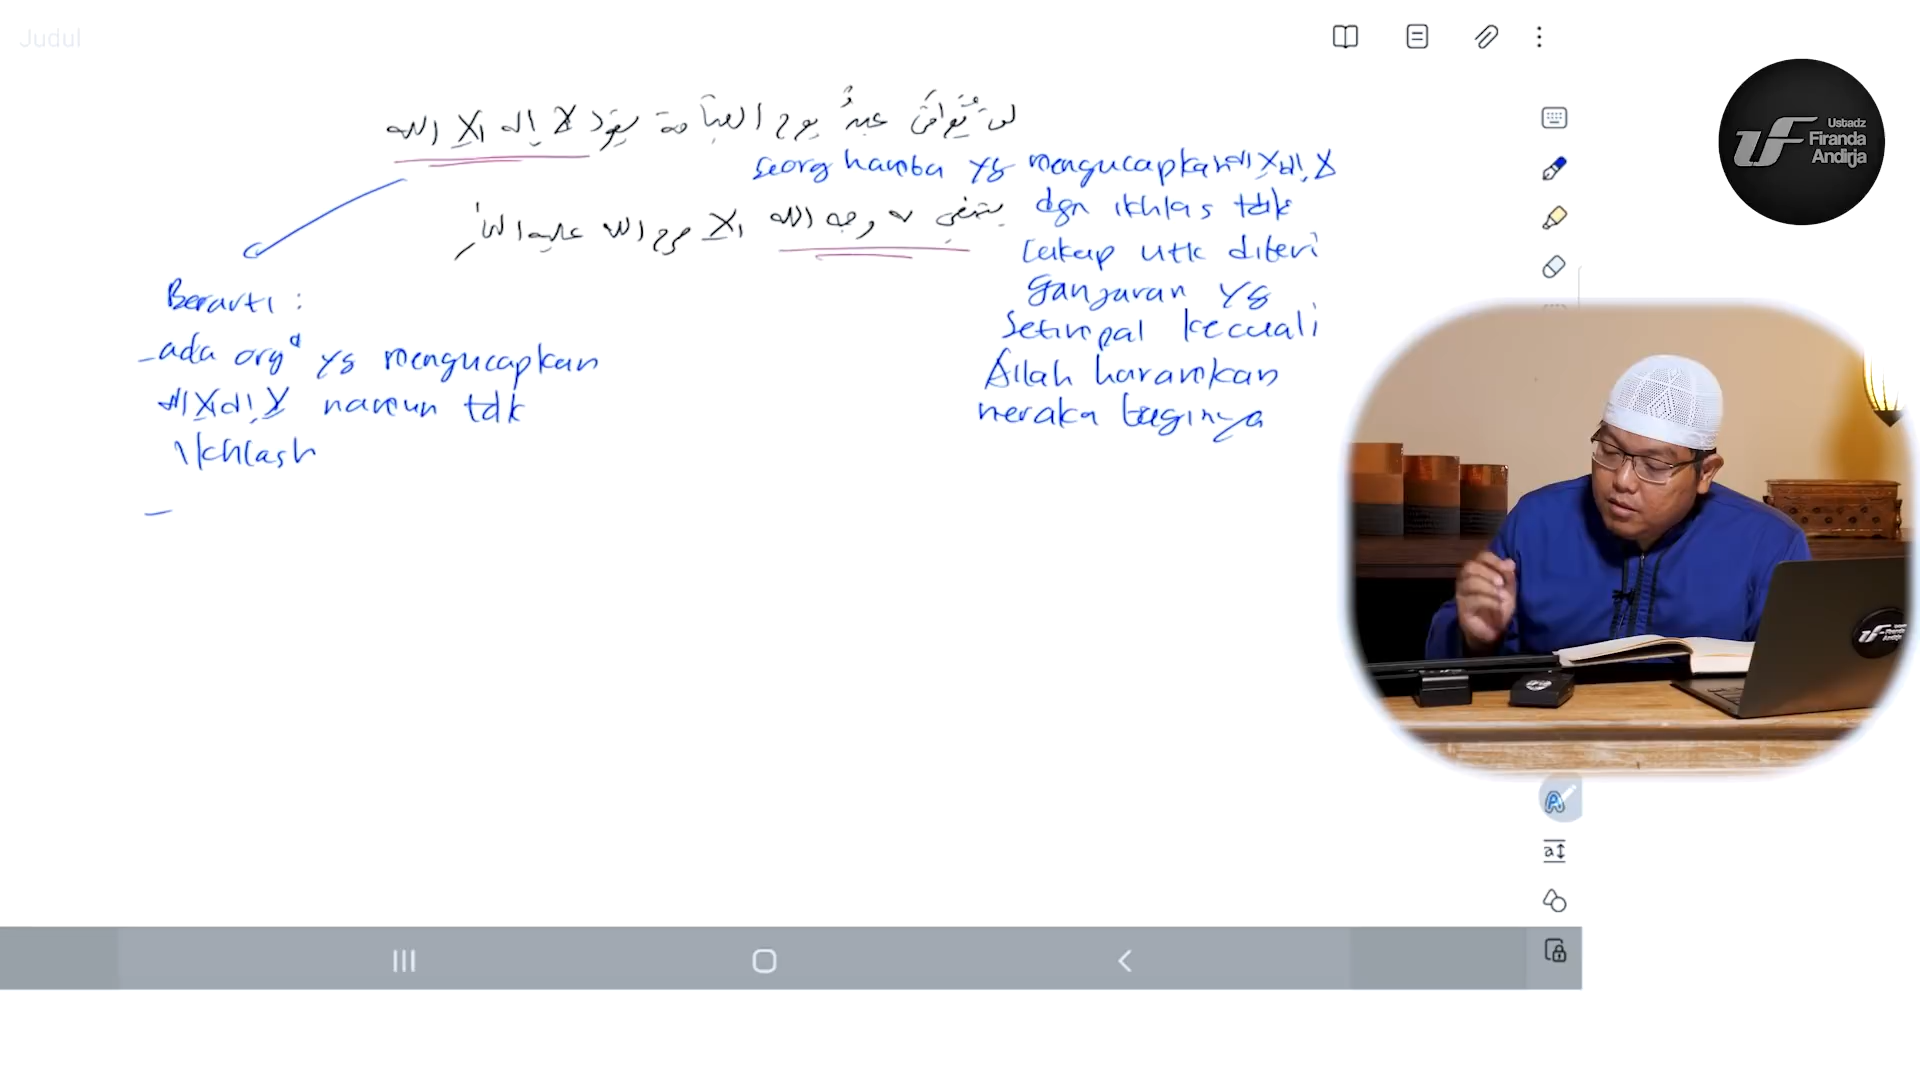 Judul
لن يُوَافَى عبدٌ يوم القيامة يقول لا إله إلا الله
seorg hamba yg mengucapkan لا إله إلا الله
يبتغي به وجه الله إلا حرم الله عليه النار
dgn ikhlas tdk
cukup utk diberi
ganjaran yg
setimpal kecuali
Allah haramkan
neraka baginya
Berarti :
- ada org² yg mengucapkan
لا إله إلا الله namun tdk
ikhlash
-
Ustadz
Firanda
Andirja